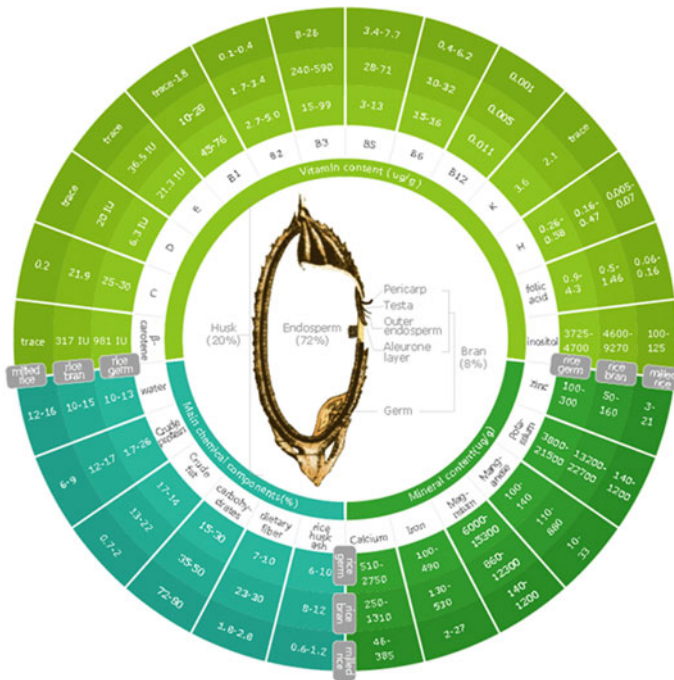 Vitamin content (ug/g)
β-
carotene
981 IU
317 IU
trace
C
25-30
21.9
0.2
D
6.3 IU
20 IU
trace
E
21.3 IU
36.5 IU
trace
B1
45-76
10-28
trace-1.8
B2
2.7-5.0
1.7-3.4
0.1-0.4
B3
15-99
240-590
8-26
B5
3-13
28-71
3.4-7.7
B6
15-16
10-32
0.4-6.2
B12
0.011
0.005
0.001
K
3.6
2.1
trace
H
0.26-
0.58
0.16-
0.47
0.005-
0.07
folic
acid
0.9-
4.3
0.5-
1.46
0.06-
0.16
inositol
3725-
4700
4600-
9270
100-
125
milled
rice
rice
bran
rice
germ
rice
germ
rice
bran
milled
rice
Husk
(20%)
Endosperm
(72%)
Pericarp
Testa
Outer
endosperm
Aleurone
layer
Bran
(8%)
Germ
Main chemical components(%)
water
10-13
10-15
12-16
Crude
protein
17-26
12-17
6-9
Crude
fist
17-14
13-22
0.7-2
carbohy-
drates
15-30
35-50
72-80
dietary
fiber
7-10
23-30
1.8-2.8
rice
husk
ash
6-10
8-12
0.6-1.2
Mineral content(ug/g)
zinc
100-
300
50-
160
3-
21
Pota-
ssium
3800-
21500
13200-
22700
140-
1200
Mang-
anese
100-
140
110-
880
10-
33
Mag-
nisium
6000-
15300
860-
12300
140-
1200
Iron
100-
490
130-
530
2-27
Calcium
510-
2750
250-
1310
46-
385
rice
germ
rice
bran
milled
rice